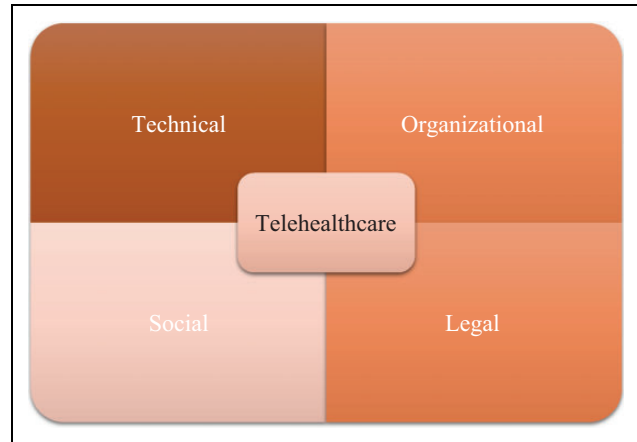 Technical
Organizational
Telehealthcare
Social
Legal